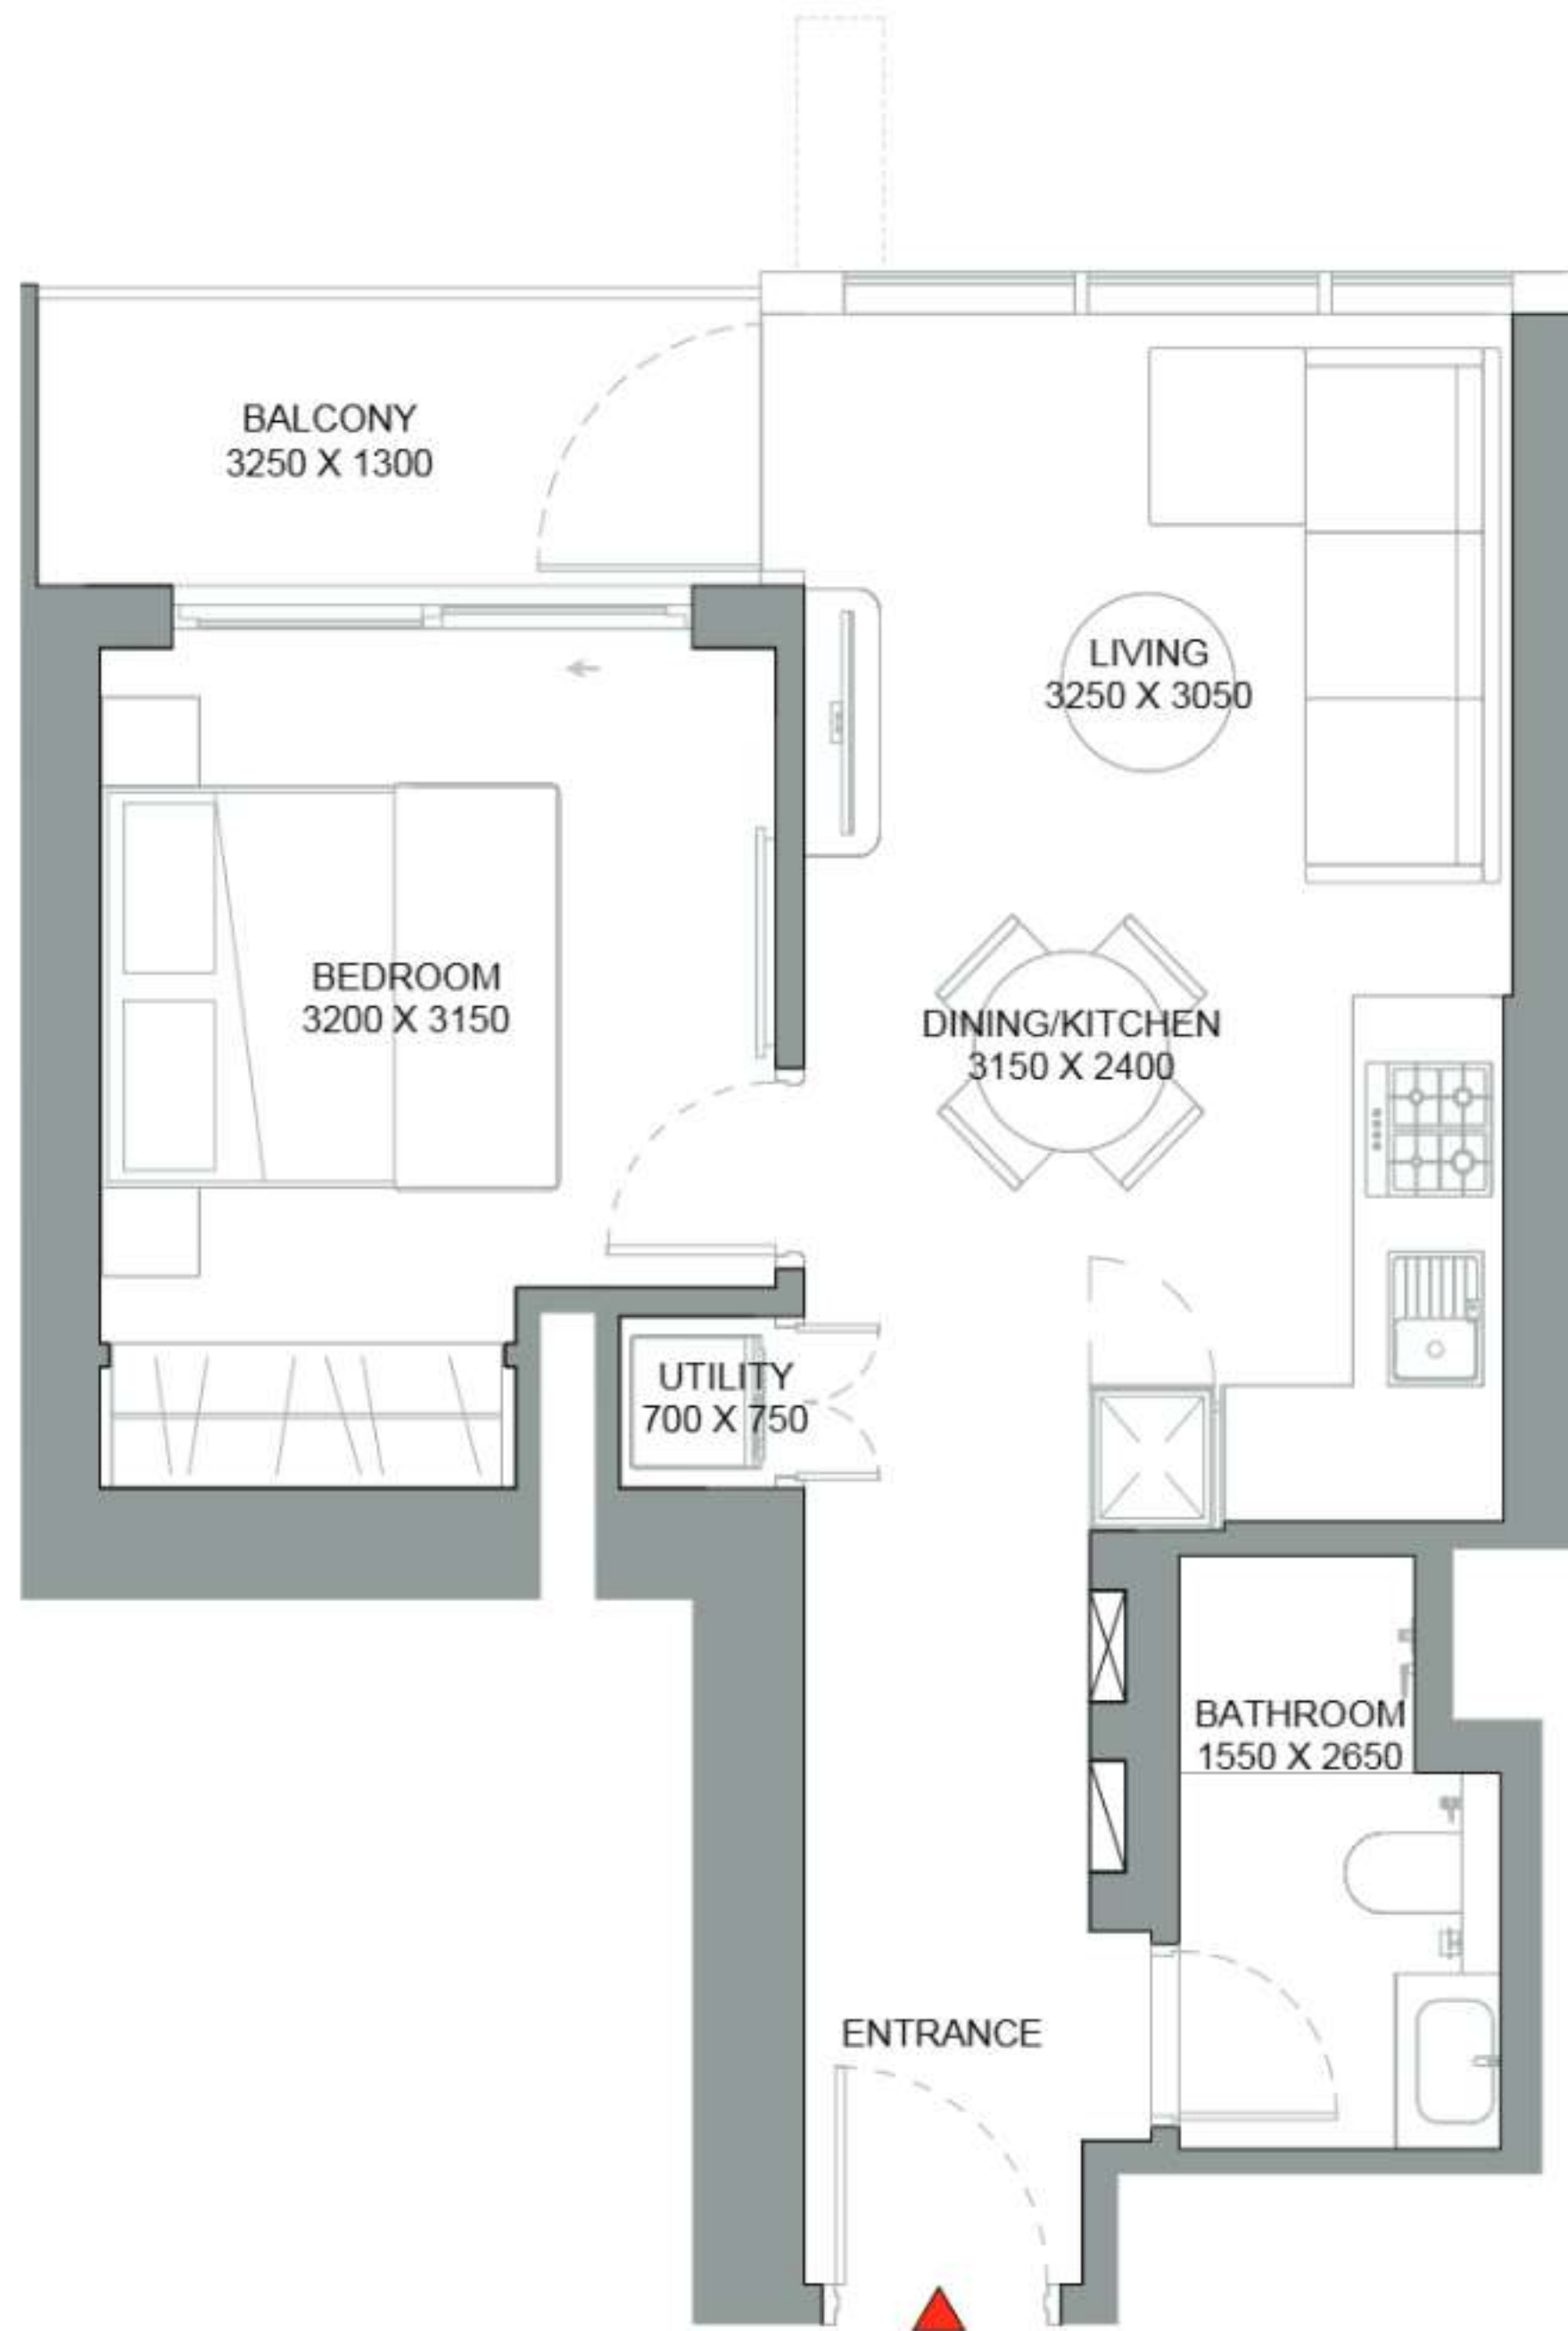 BALCONY
3250 X 1300
LIVING
3250 X 3050
BEDROOM
3200 X 3150
DINING/KITCHEN
3150 X 2400
UTILITY
700 X 750
BATHROOM
1550 X 2650
ENTRANCE